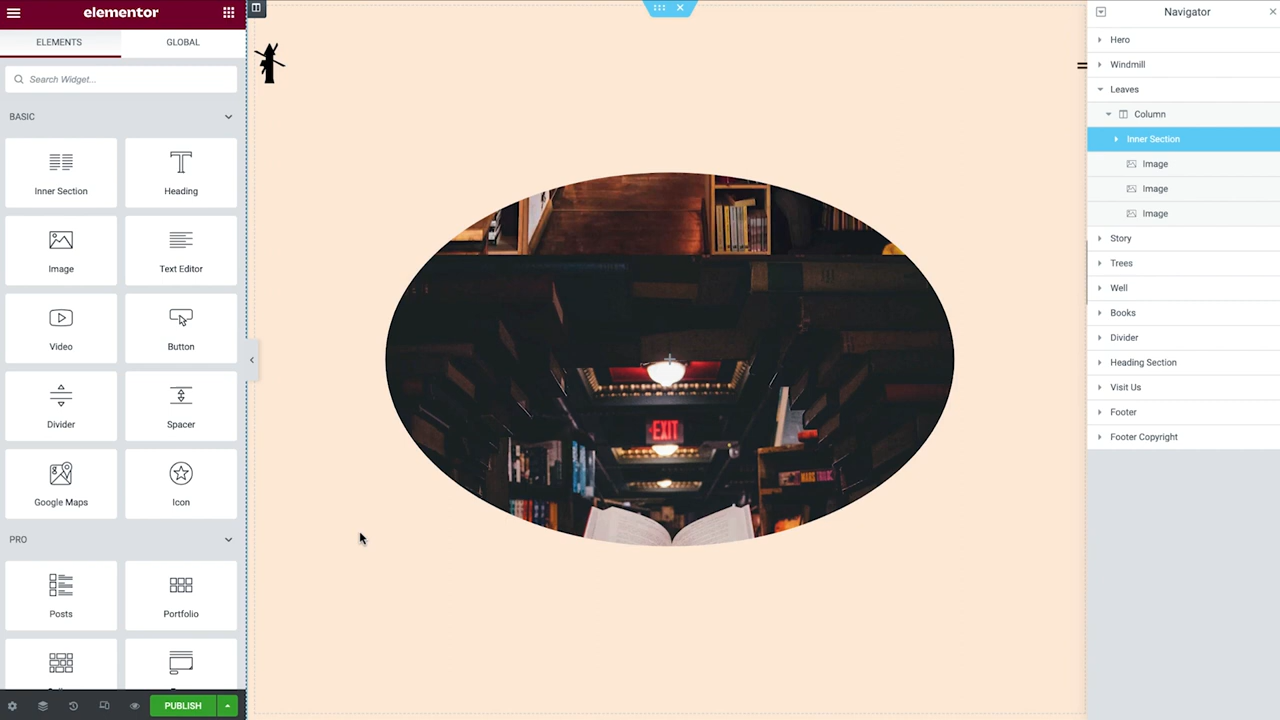 elementor
ELEMENTS
GLOBAL
Search Widget...
BASIC
Inner Section
Heading
Image
Text Editor
Video
Button
Divider
Spacer
Google Maps
Icon
PRO
Posts
Portfolio
PUBLISH
EXIT
Navigator
Hero
Windmill
Leaves
Column
Inner Section
Image
Image
Image
Story
Trees
Well
Books
Divider
Heading Section
Visit Us
Footer
Footer Copyright